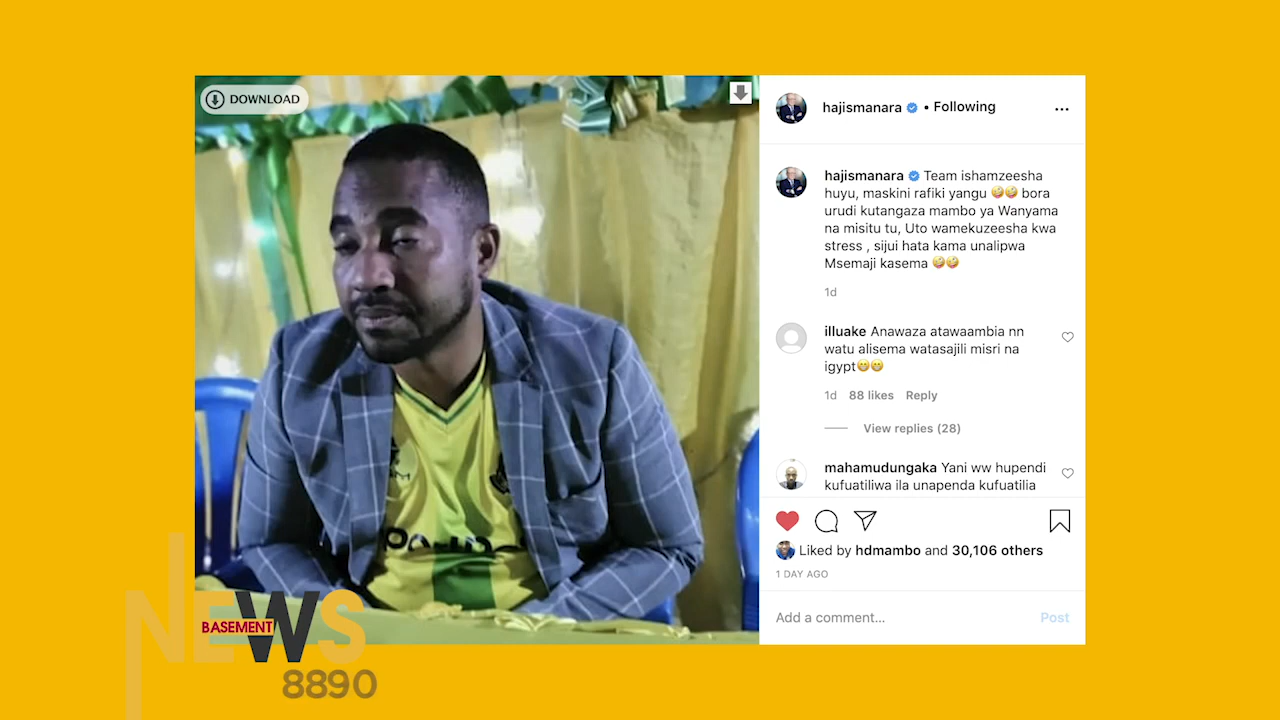 DOWNLOAD
hajismanara • Following
hajismanara Team ishamzeesha
huyu, maskini rafiki yangu 🤪🤪 bora
urudi kutangaza mambo ya Wanyama
na misitu tu, Uto wamekuzeesha kwa
stress , sijui hata kama unalipwa
Msemaji kasema 🤪🤪
1d
illuake Anawaza atawaambia nn
watu alisema watasajili misri na
igypt😁😁
1d 88 likes Reply
View replies (28)
mahamudungaka Yani ww hupendi
kufuatiliwa ila unapenda kufuatilia
Liked by hdmambo and 30,106 others
1 DAY AGO
Add a comment... Post
NEWS
BASEMENT
8890